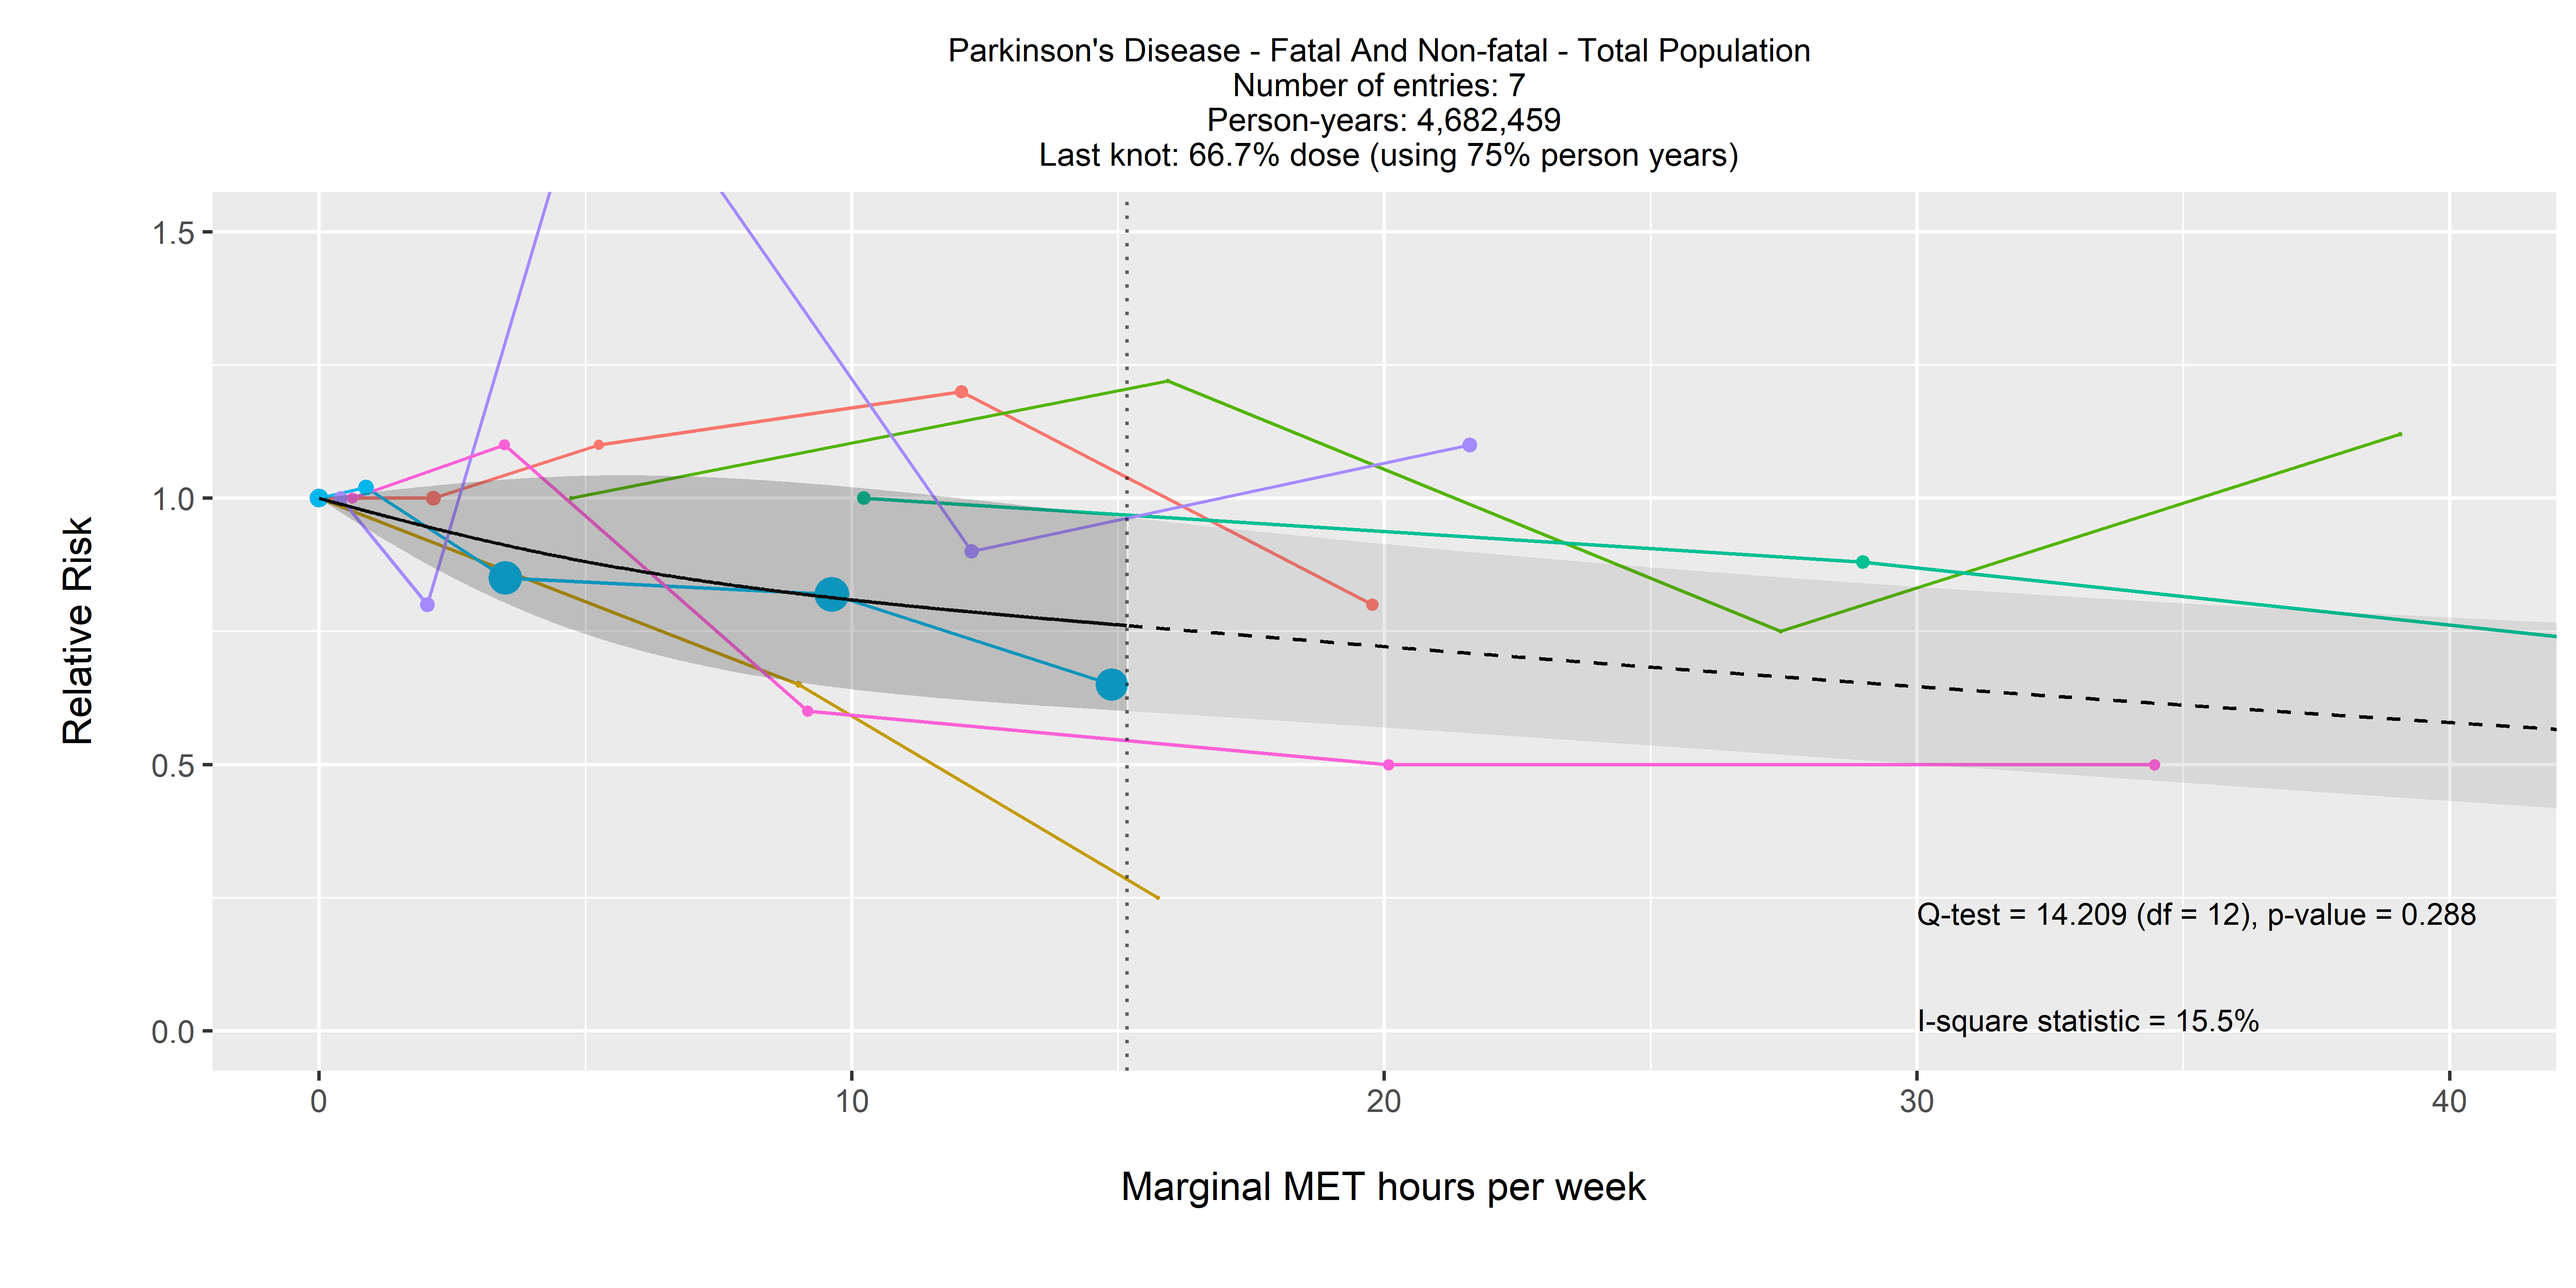 Parkinson's Disease - Fatal And Non-fatal - Total Population
Number of entries: 7
Person-years: 4,682,459
Last knot: 66.7% dose (using 75% person years)
1.5
1.0
0.5
0.0
Relative Risk
Q-test = 14.209 (df = 12), p-value = 0.288
I-square statistic = 15.5%
0 10 20 30 40
Marginal MET hours per week